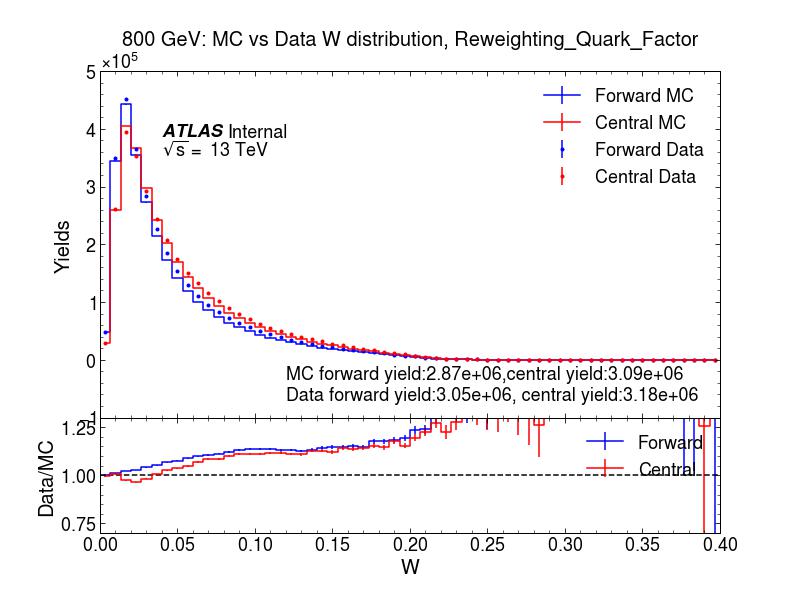 800 GeV: MC vs Data W distribution, Reweighting_Quark_Factor
×10⁵
5
4
3
2
1
0
1
Yields
ATLAS Internal
√s = 13 TeV
Forward MC
Central MC
Forward Data
Central Data
MC forward yield:2.87e+06,central yield:3.09e+06
Data forward yield:3.05e+06, central yield:3.18e+06
1.25
1.00
0.75
Data/MC
Forward
Central
0.00 0.05 0.10 0.15 0.20 0.25 0.30 0.35 0.40
W